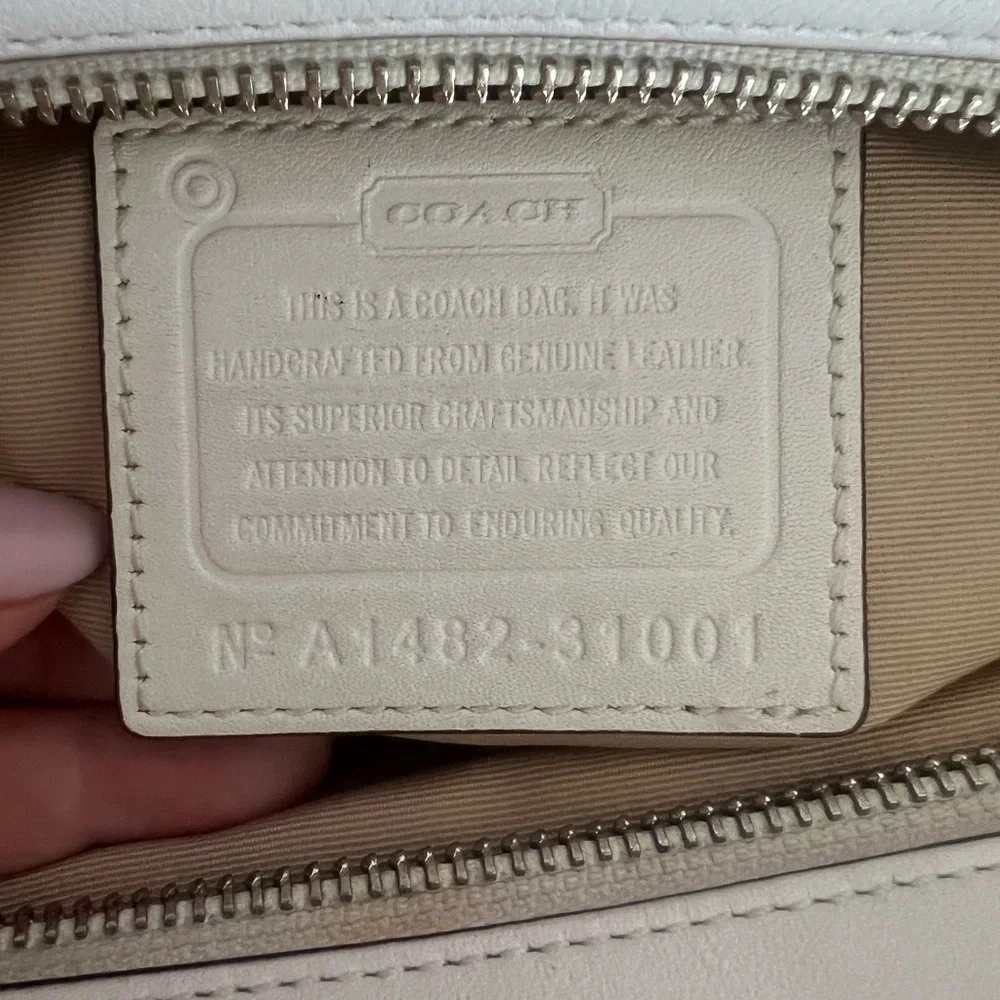 COACH
THIS IS A COACH BAG. IT WAS
HANDCRAFTED FROM GENUINE LEATHER.
ITS SUPERIOR CRAFTSMANSHIP AND
ATTENTION TO DETAIL REFLECT OUR
COMMITMENT TO ENDURING QUALITY.
Nº A1482-31001